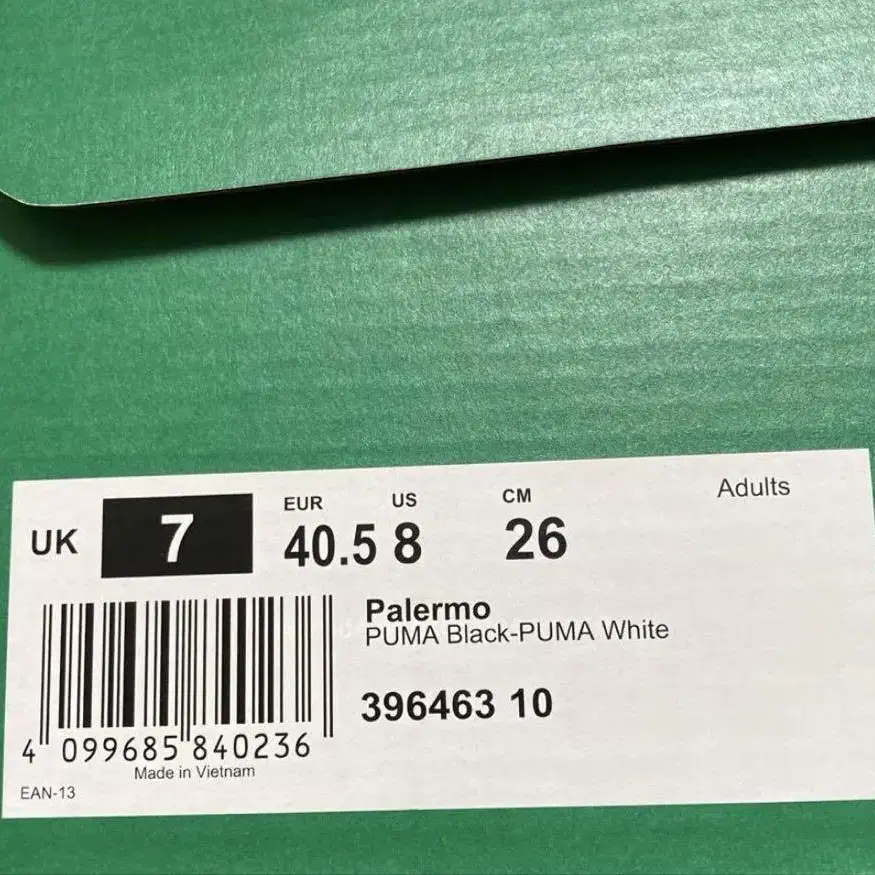 UK 7 EUR 40.5 US 8 CM 26 Adults
Palermo
PUMA Black-PUMA White
396463 10
4 099685 840236
Made in Vietnam
EAN-13